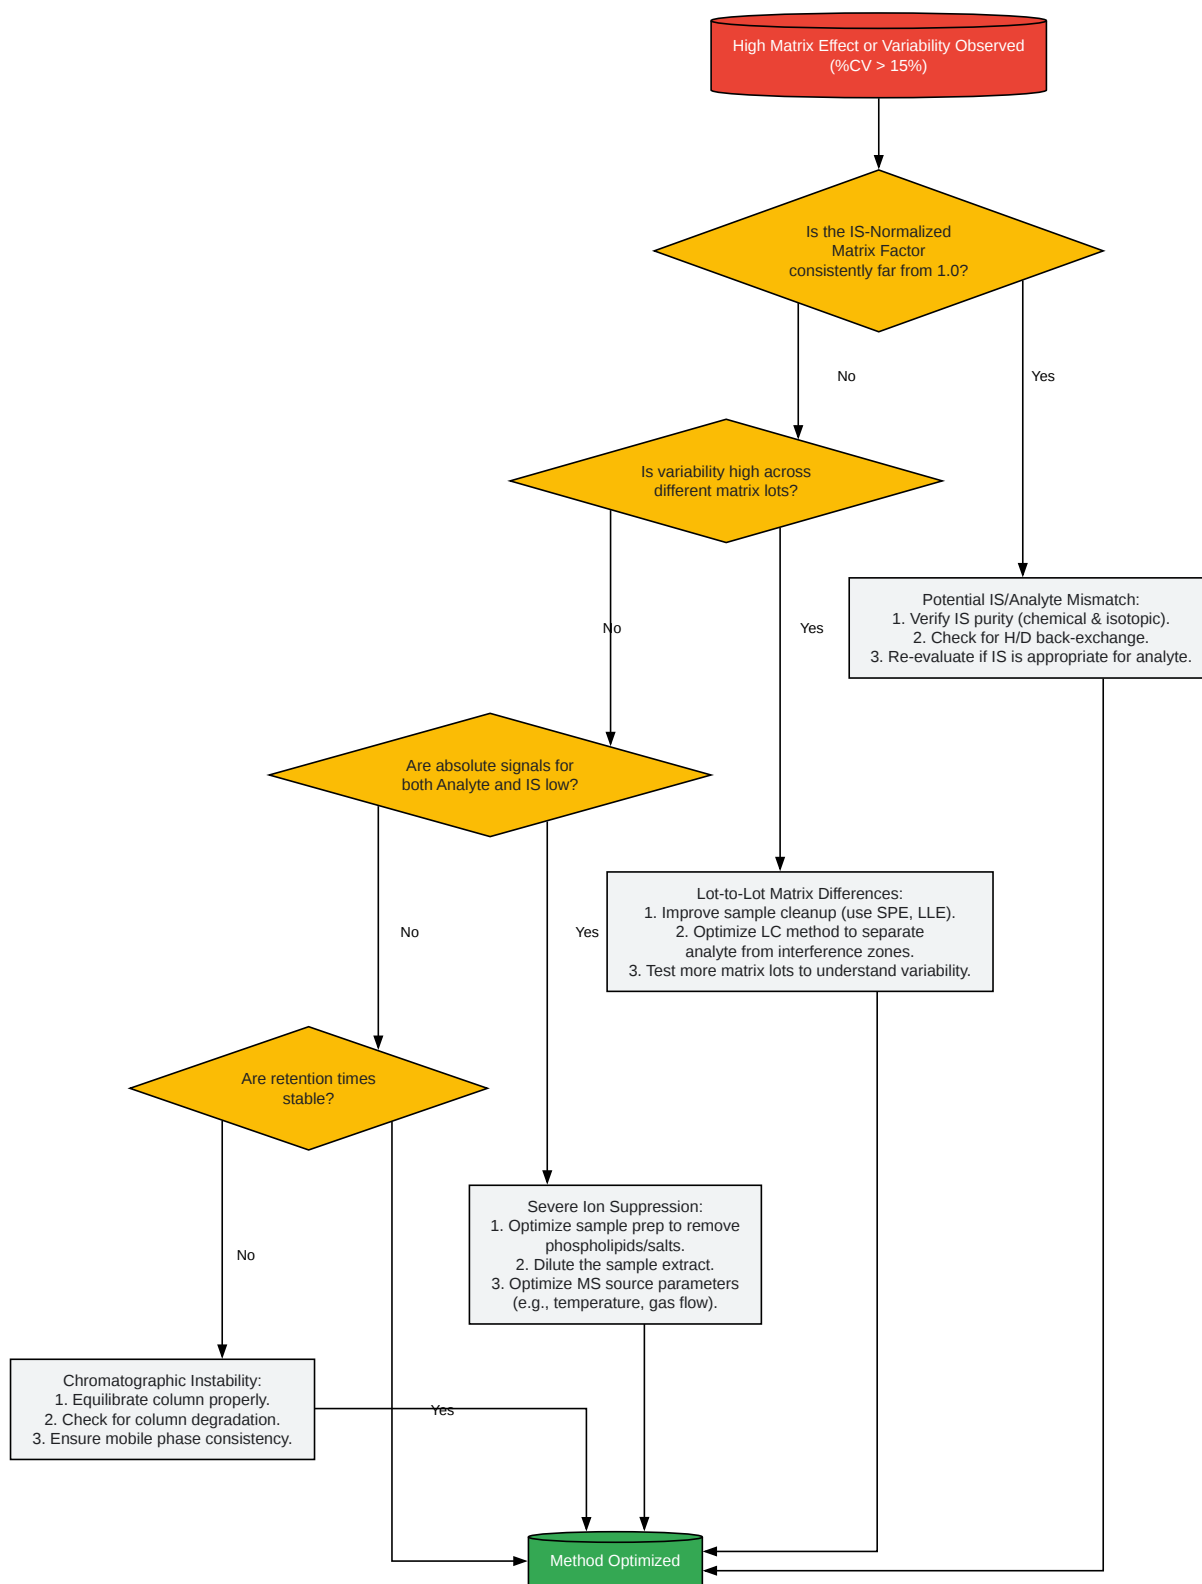 High Matrix Effect or Variability Observed
(%CV > 15%)
Is the IS-Normalized
Matrix Factor
consistently far from 1.0?
No
Yes
Is variability high across
different matrix lots?
Potential IS/Analyte Mismatch:
1. Verify IS purity (chemical & isotopic).
2. Check for H/D back-exchange.
3. Re-evaluate if IS is appropriate for analyte.
No
Yes
Are absolute signals for
both Analyte and IS low?
Lot-to-Lot Matrix Differences:
1. Improve sample cleanup (use SPE, LLE).
2. Optimize LC method to separate
analyte from interference zones.
3. Test more matrix lots to understand variability.
No
Yes
Are retention times
stable?
Severe Ion Suppression:
1. Optimize sample prep to remove
phospholipids/salts.
2. Dilute the sample extract.
3. Optimize MS source parameters
(e.g., temperature, gas flow).
No
Chromatographic Instability:
1. Equilibrate column properly.
2. Check for column degradation.
3. Ensure mobile phase consistency.
Yes
Method Optimized